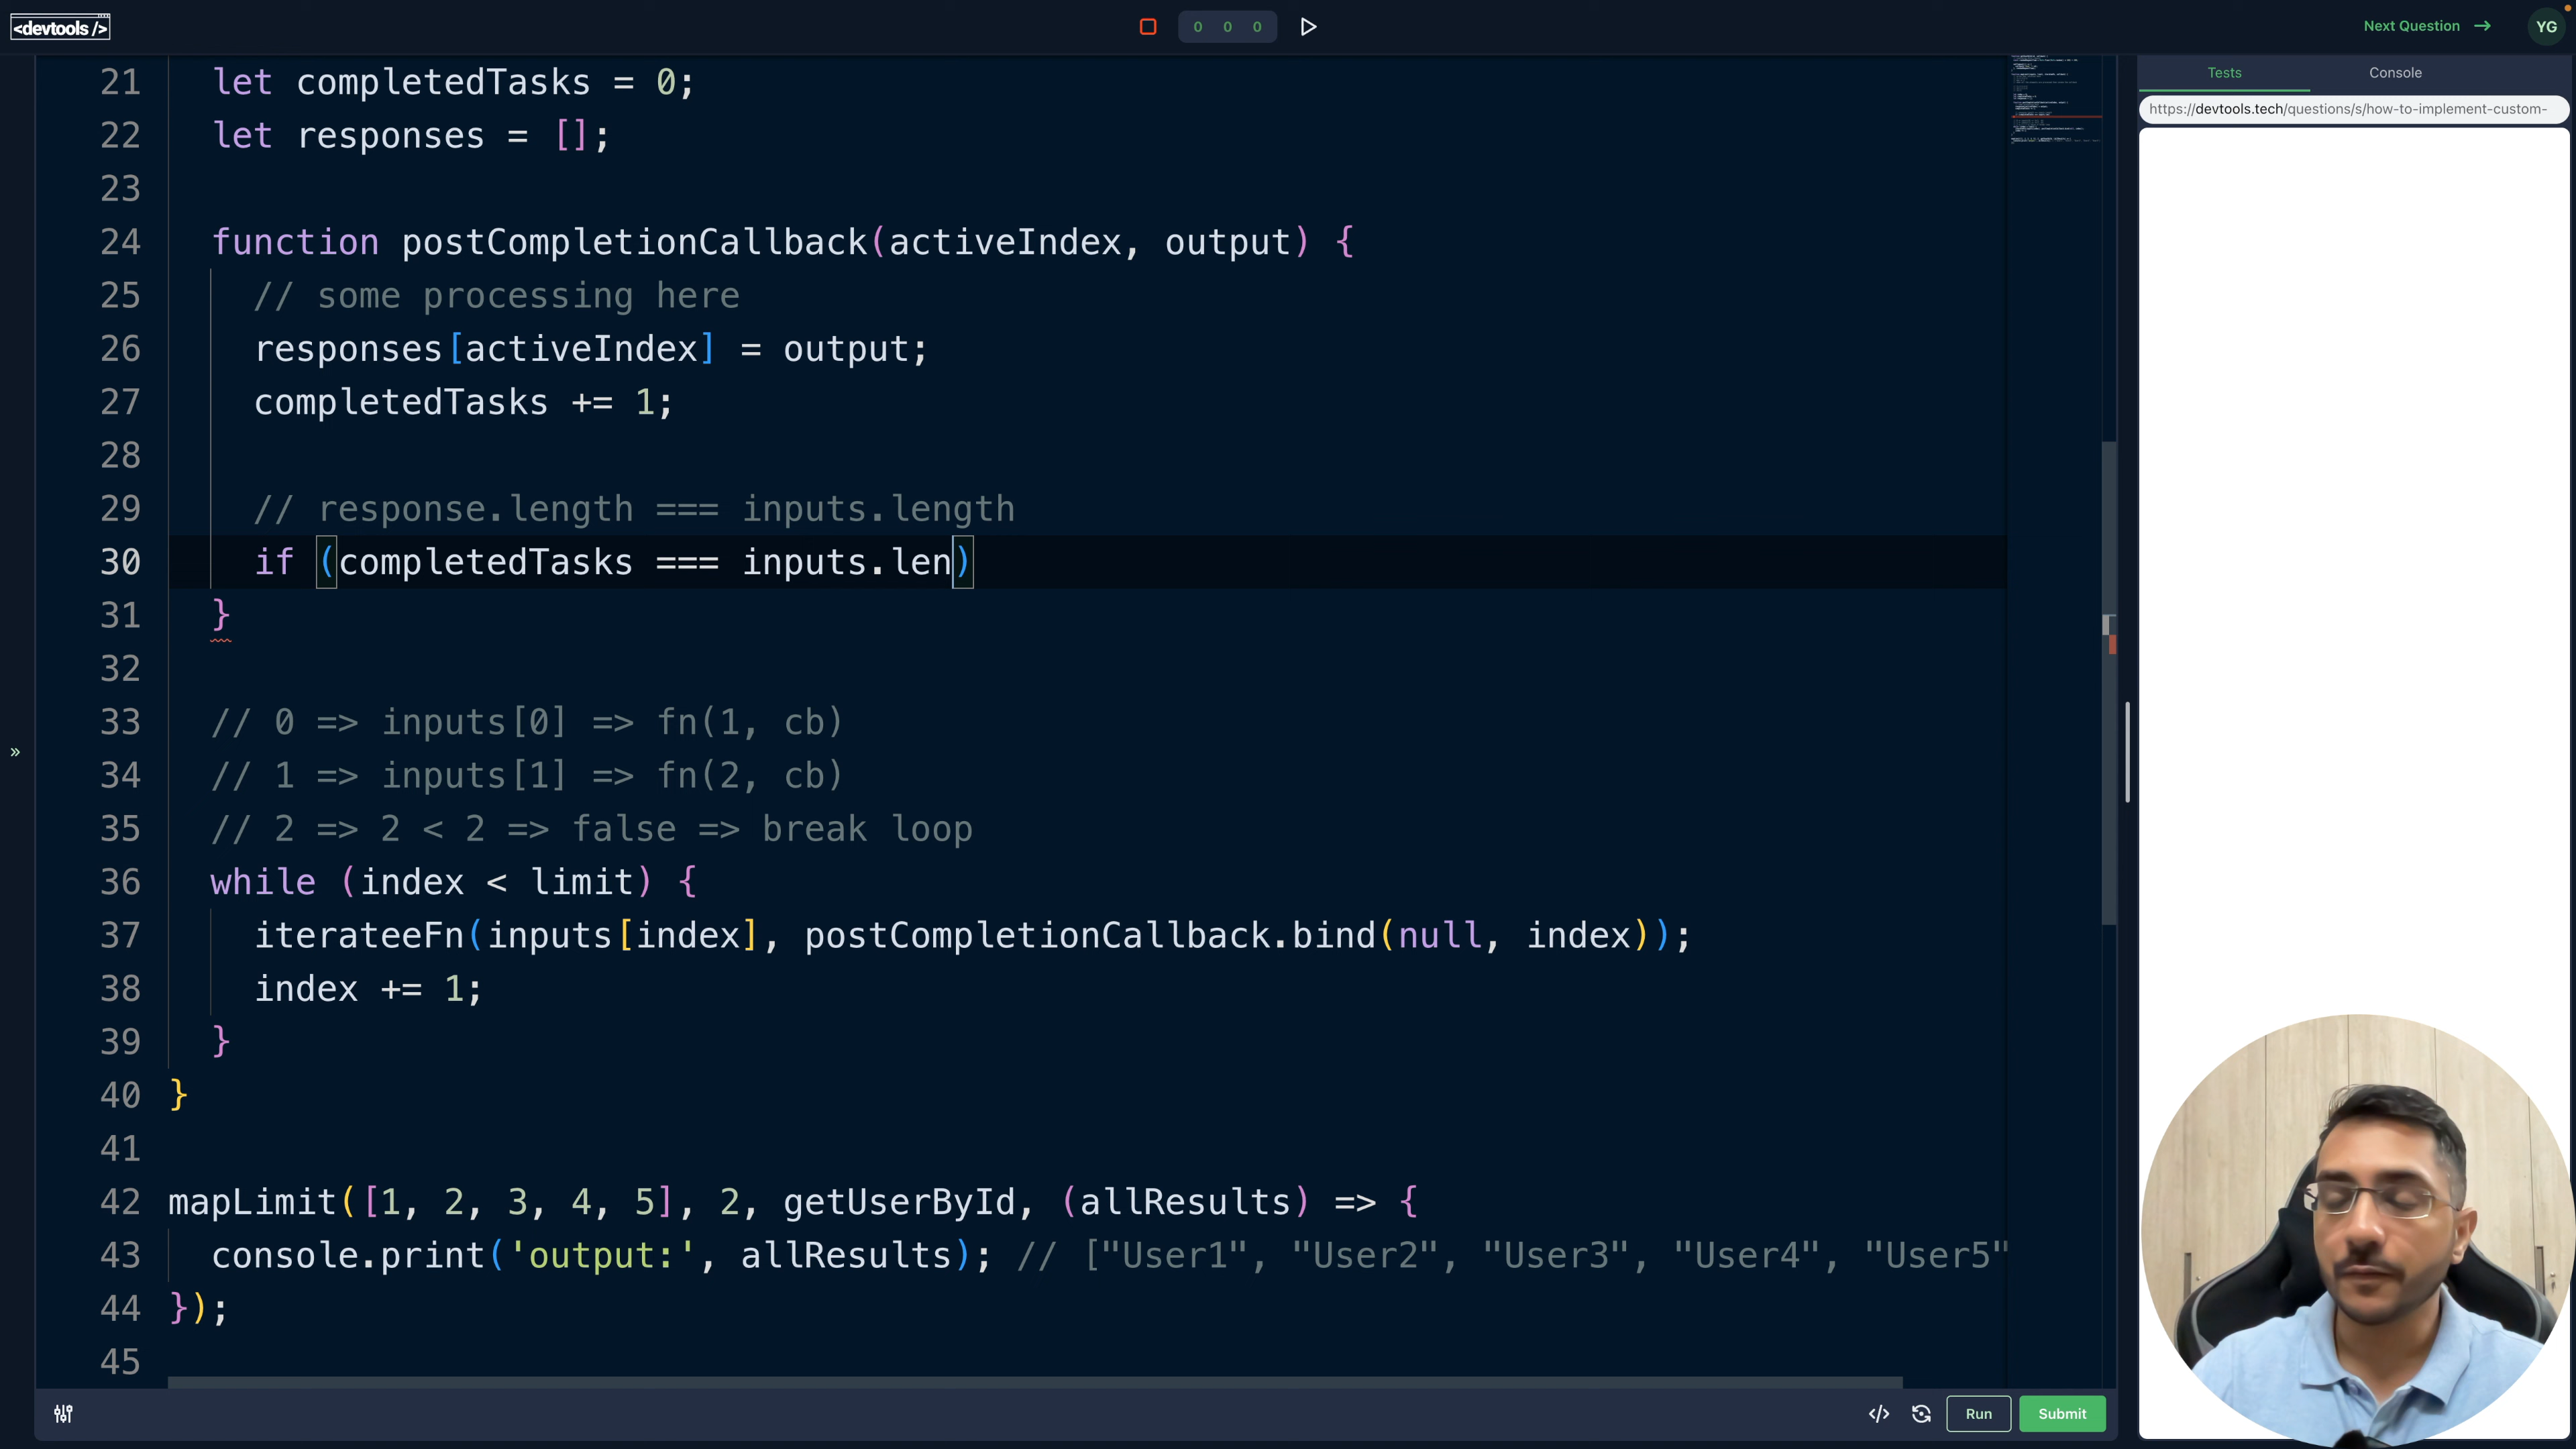 <devtools />
0 0 0
Next Question →
YG
Tests
Console
https://devtools.tech/questions/s/how-to-implement-custom-
21 let completedTasks = 0;
22 let responses = [];
23
24 function postCompletionCallback(activeIndex, output) {
25 // some processing here
26 responses[activeIndex] = output;
27 completedTasks += 1;
28
29 // response.length === inputs.length
30 if (completedTasks === inputs.len)
31 }
32
33 // 0 => inputs[0] => fn(1, cb)
34 // 1 => inputs[1] => fn(2, cb)
35 // 2 => 2 < 2 => false => break loop
36 while (index < limit) {
37 iterateeFn(inputs[index], postCompletionCallback.bind(null, index));
38 index += 1;
39 }
40 }
41
42 mapLimit([1, 2, 3, 4, 5], 2, getUserById, (allResults) => {
43 console.print('output:', allResults); // ["User1", "User2", "User3", "User4", "User5"
44 });
45
»
</>
Run
Submit